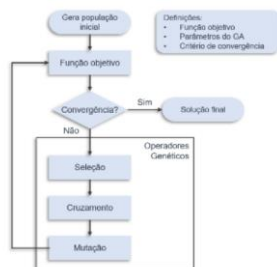 Gera população
inicial
Definições:
• Função objetivo
• Parâmetros do GA
• Critério de convergência
Função objetivo
Convergência?
Sim
Solução final
Não
Operadores
Genéticos
Seleção
Cruzamento
Mutação